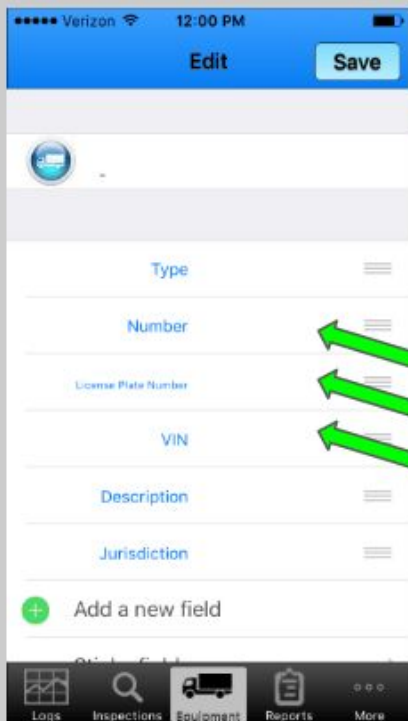 Verizon 12:00 PM
Edit Save
-
Type
Number
License Plate Number
VIN
Description
Jurisdiction
Add a new field
Logs Inspections Equipment Reports More